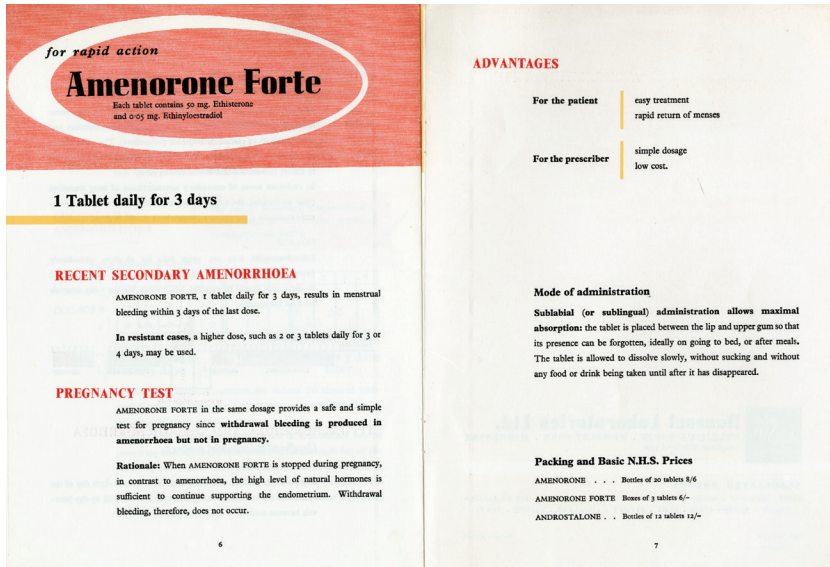 for rapid action
Amenorone Forte
Each tablet contains 50 mg. Ethisterone
and 0·05 mg. Ethinyloestradiol
1 Tablet daily for 3 days
RECENT SECONDARY AMENORRHOEA
AMENORONE FORTE, 1 tablet daily for 3 days, results in menstrual
bleeding within 3 days of the last dose.
In resistant cases, a higher dose, such as 2 or 3 tablets daily for 3 or
4 days, may be used.
PREGNANCY TEST
AMENORONE FORTE in the same dosage provides a safe and simple
test for pregnancy since withdrawal bleeding is produced in
amenorrhoea but not in pregnancy.
Rationale: When AMENORONE FORTE is stopped during pregnancy,
in contrast to amenorrhoea, the high level of natural hormones is
sufficient to continue supporting the endometrium. Withdrawal
bleeding, therefore, does not occur.
6
ADVANTAGES
For the patient
easy treatment
rapid return of menses
For the prescriber
simple dosage
low cost.
Mode of administration
Sublabial (or sublingual) administration allows maximal
absorption: the tablet is placed between the lip and upper gum so that
its presence can be forgotten, ideally on going to bed, or after meals.
The tablet is allowed to dissolve slowly, without sucking and without
any food or drink being taken until after it has disappeared.
Packing and Basic N.H.S. Prices
AMENORONE . . . Bottles of 20 tablets 8/6
AMENORONE FORTE Boxes of 3 tablets 6/–
ANDROSTALONE . . Bottles of 12 tablets 12/–
7